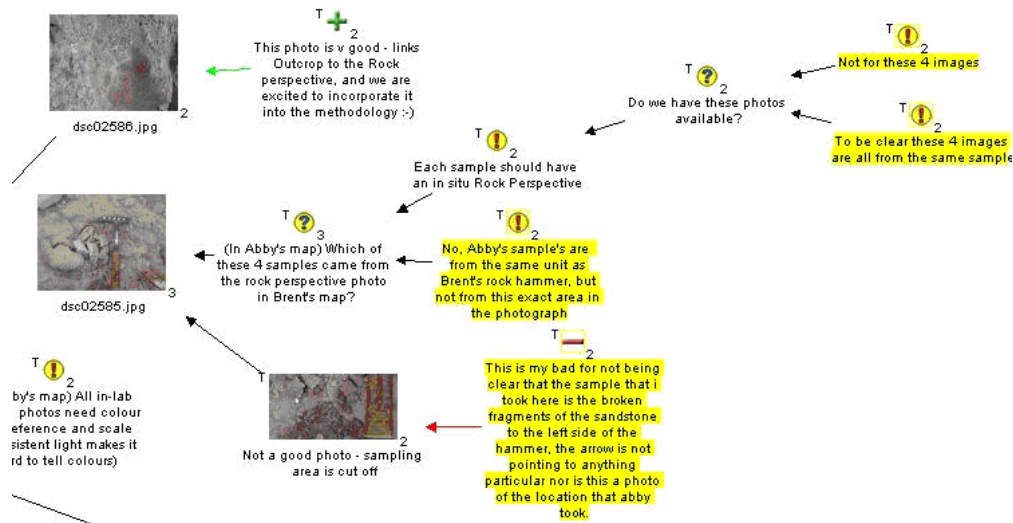 T
2
This photo is v good - links
Outcrop to the Rock
perspective, and we are
excited to incorporate it
into the methodology :-)
2
dsc02586.jpg
T
2
Not for these 4 images
T
2
Do we have these photos
available?
T
2
To be clear these 4 images
are all from the same sample
T
2
Each sample should have
an in situ Rock Perspective
T
3
(In Abby's map) Which of
these 4 samples came from
the rock perspective photo
in Brent's map?
T
2
No, Abby's sample's are
from the same unit as
Brent's rock hammer, but
not from this exact area in
the photograph
3
dsc02585.jpg
T
2
by's map) All in-lab
photos need colour
eference and scale
sistent light makes it
rd to tell colours)
T
2
Not a good photo - sampling
area is cut off
T
2
This is my bad for not being
clear that the sample that i
took here is the broken
fragments of the sandstone
to the left side of the
hammer, the arrow is not
pointing to anything
particular nor is this a photo
of the location that abby
took.